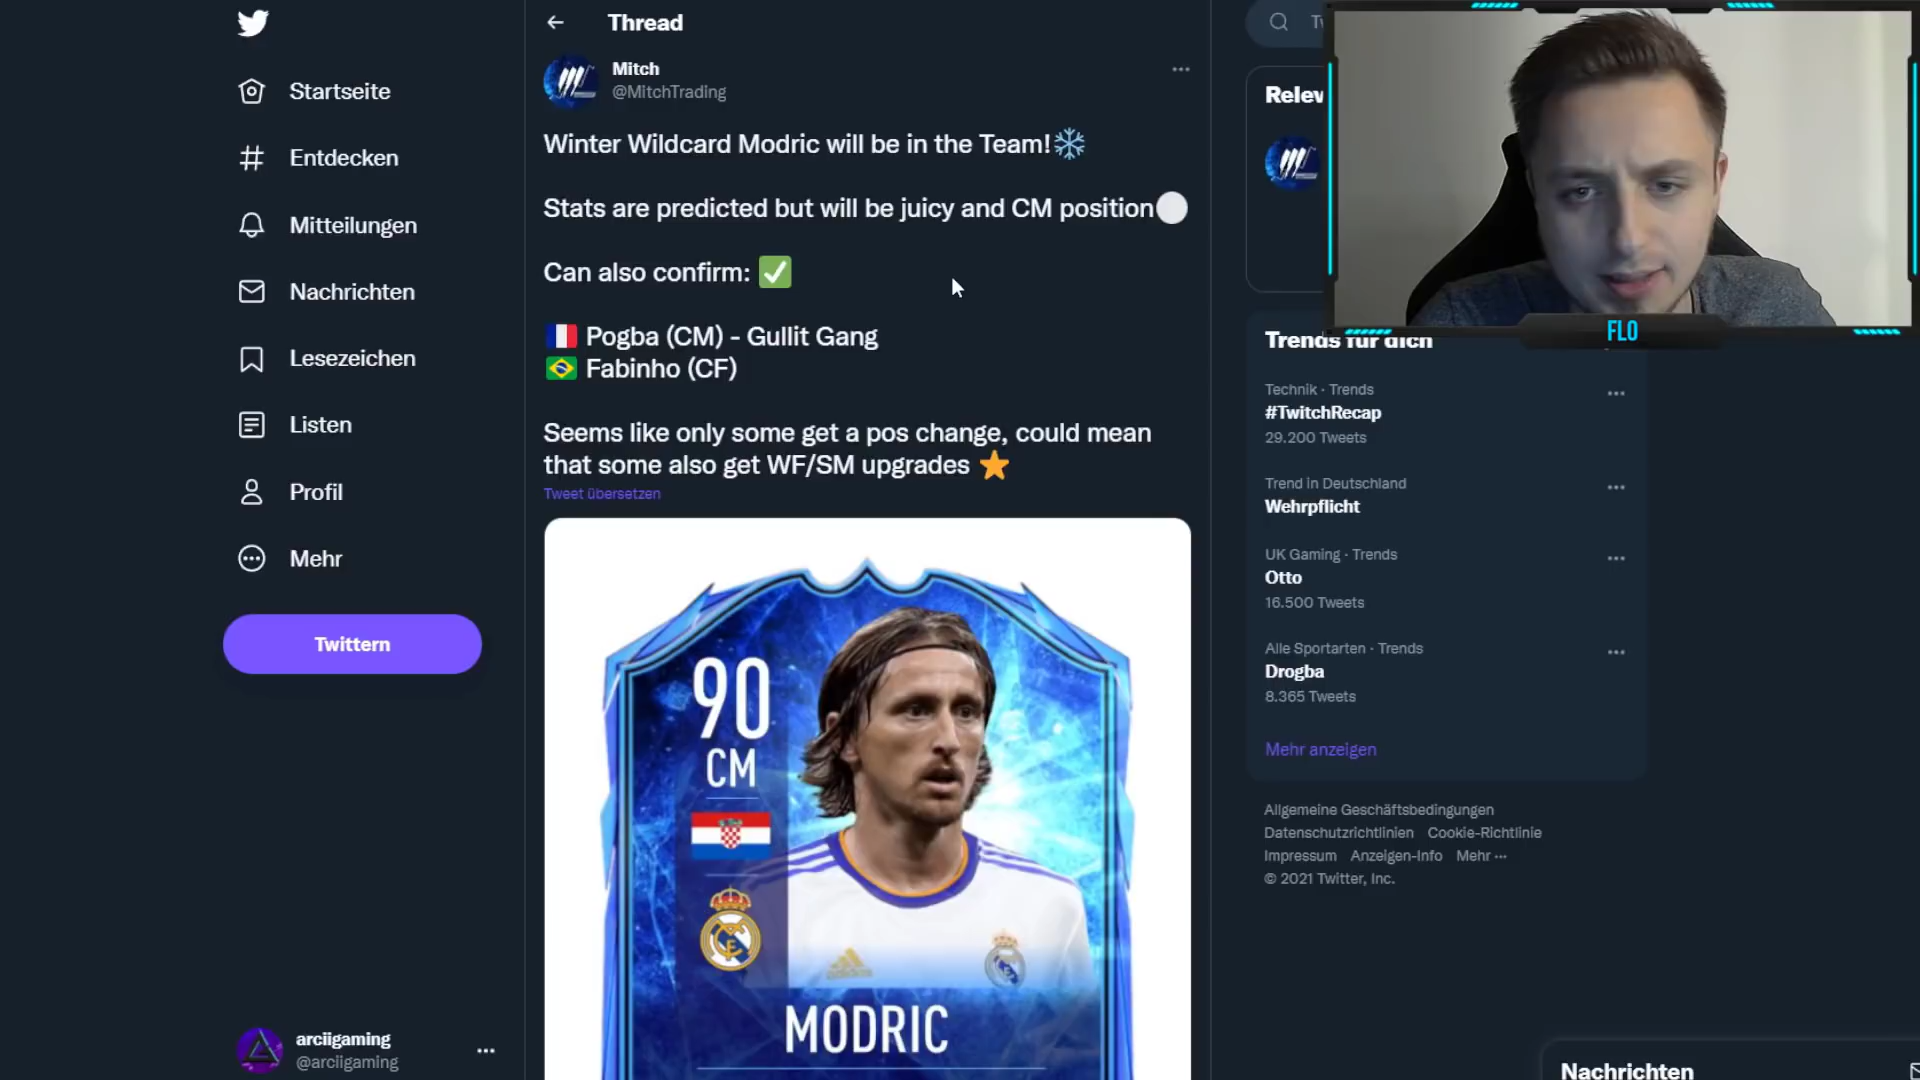 Startseite
Entdecken
Mitteilungen
Nachrichten
Lesezeichen
Listen
Profil
Mehr
Twittern
arciigaming
@arciigaming
Thread
Mitch
@MitchTrading
Winter Wildcard Modric will be in the Team!
Stats are predicted but will be juicy and CM position
Can also confirm:
Pogba (CM) - Gullit Gang
Fabinho (CF)
Seems like only some get a pos change, could mean
that some also get WF/SM upgrades
Tweet übersetzen
90
CM
MODRIC
Relev
FLO
Trends für dich
Technik · Trends
#TwitchRecap
29.200 Tweets
Trend in Deutschland
Wehrpflicht
UK Gaming · Trends
Otto
16.500 Tweets
Alle Sportarten · Trends
Drogba
8.365 Tweets
Mehr anzeigen
Allgemeine Geschäftsbedingungen
Datenschutzrichtlinien Cookie-Richtlinie
Impressum Anzeigen-Info Mehr ···
© 2021 Twitter, Inc.
Nachrichten